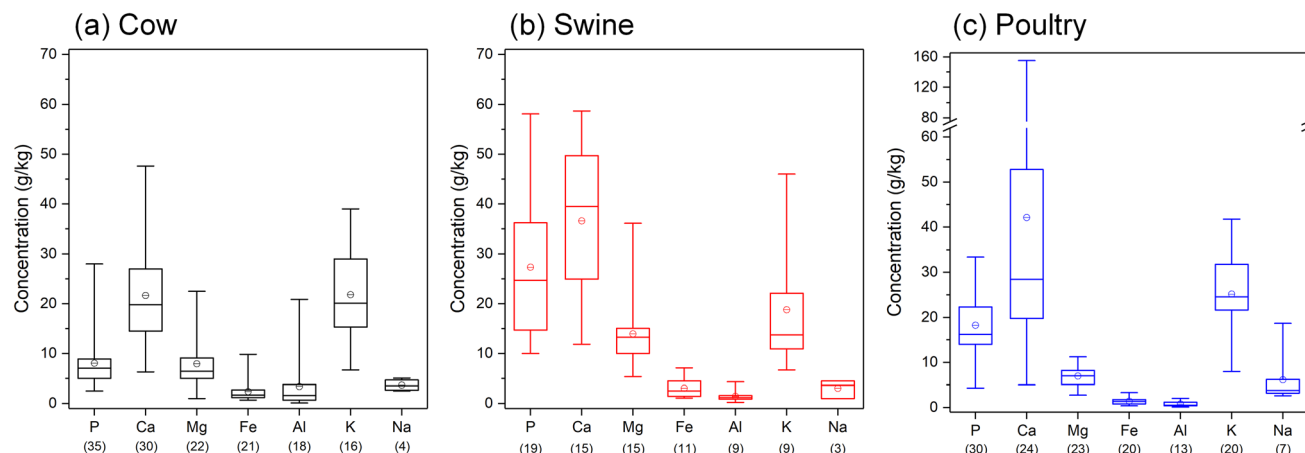 (a) Cow
Concentration (g/kg)
70
60
50
40
30
20
10
0
P Ca Mg Fe Al K Na
(35) (30) (22) (21) (18) (16) (4)
(b) Swine
Concentration (g/kg)
70
60
50
40
30
20
10
0
P Ca Mg Fe Al K Na
(19) (15) (15) (11) (9) (9) (3)
(c) Poultry
Concentration (g/kg)
160
120
80
60
50
40
30
20
10
0
P Ca Mg Fe Al K Na
(30) (24) (23) (20) (13) (20) (7)